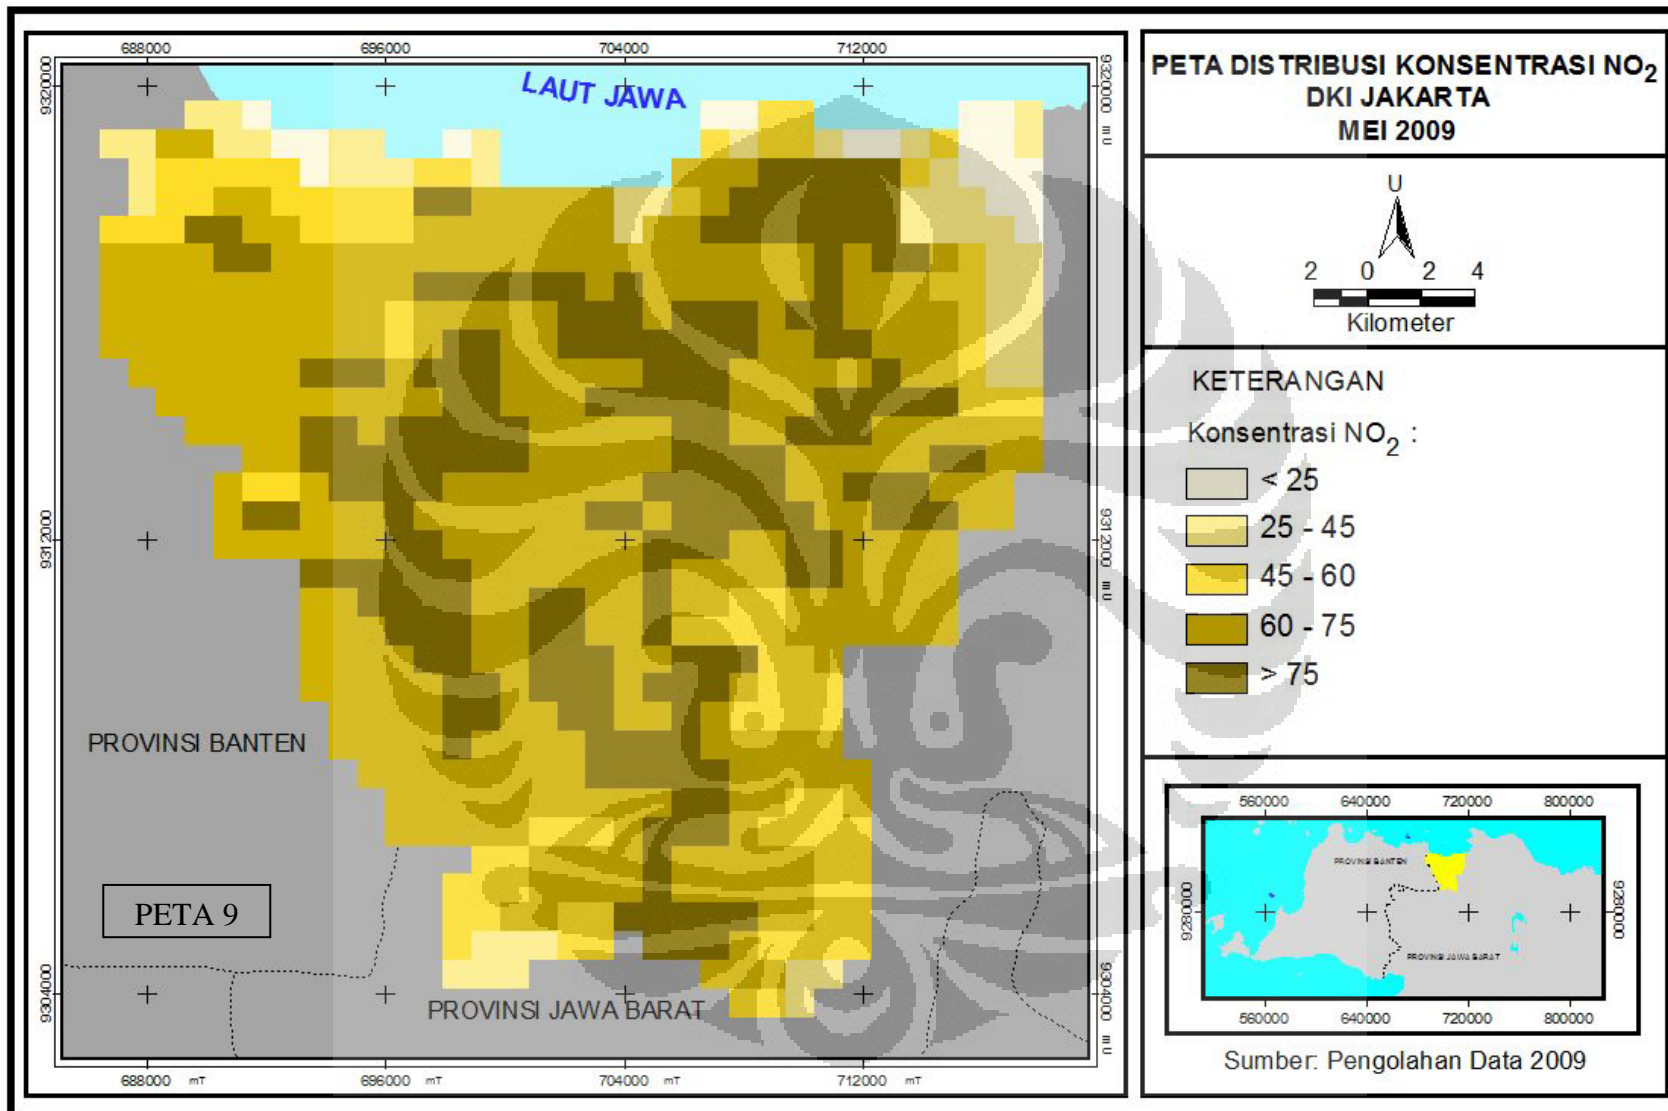 688000 696000 704000 712000
9320000
9312000
9304000
9320000 mU
9312000 mU
9304000 mU
LAUT JAWA
PROVINSI BANTEN
PETA 9
PROVINSI JAWA BARAT
688000 mT 696000 mT 704000 mT 712000 mT
PETA DISTRIBUSI KONSENTRASI NO2
DKI JAKARTA
MEI 2009
U
2 0 2 4
Kilometer
KETERANGAN
Konsentrasi NO2 :
< 25
25 - 45
45 - 60
60 - 75
> 75
560000 640000 720000 800000
PROVINSI BANTEN
9280000
9280000
PROVINSI JAWA BARAT
560000 640000 720000 800000
Sumber: Pengolahan Data 2009